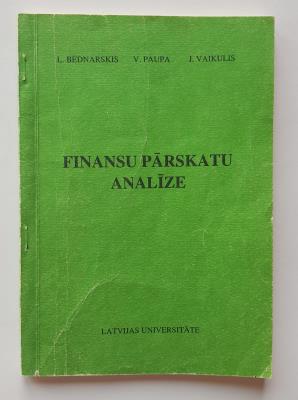 L. BEDNARSKIS V. PAUPA J. VAIKULIS
FINANSU PĀRSKATU
ANALĪZE
LATVIJAS UNIVERSITĀTE